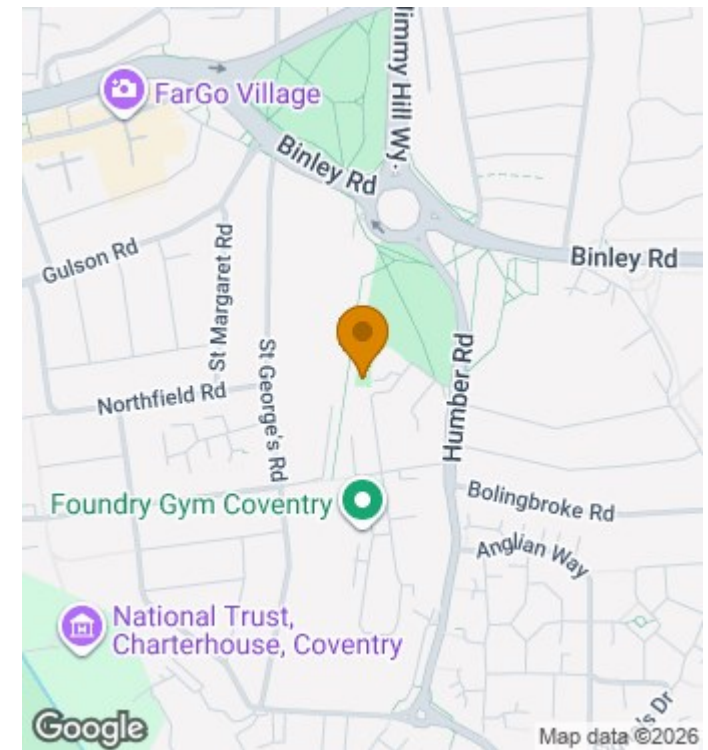 Jimmy Hill Wy.
FarGo Village
Binley Rd
Gulson Rd
St Margaret Rd
Binley Rd
St George's Rd
Humber Rd
Northfield Rd
Foundry Gym Coventry
Bolingbroke Rd
Anglian Way
National Trust,
Charterhouse, Coventry
's Dr
Google
Map data ©2026